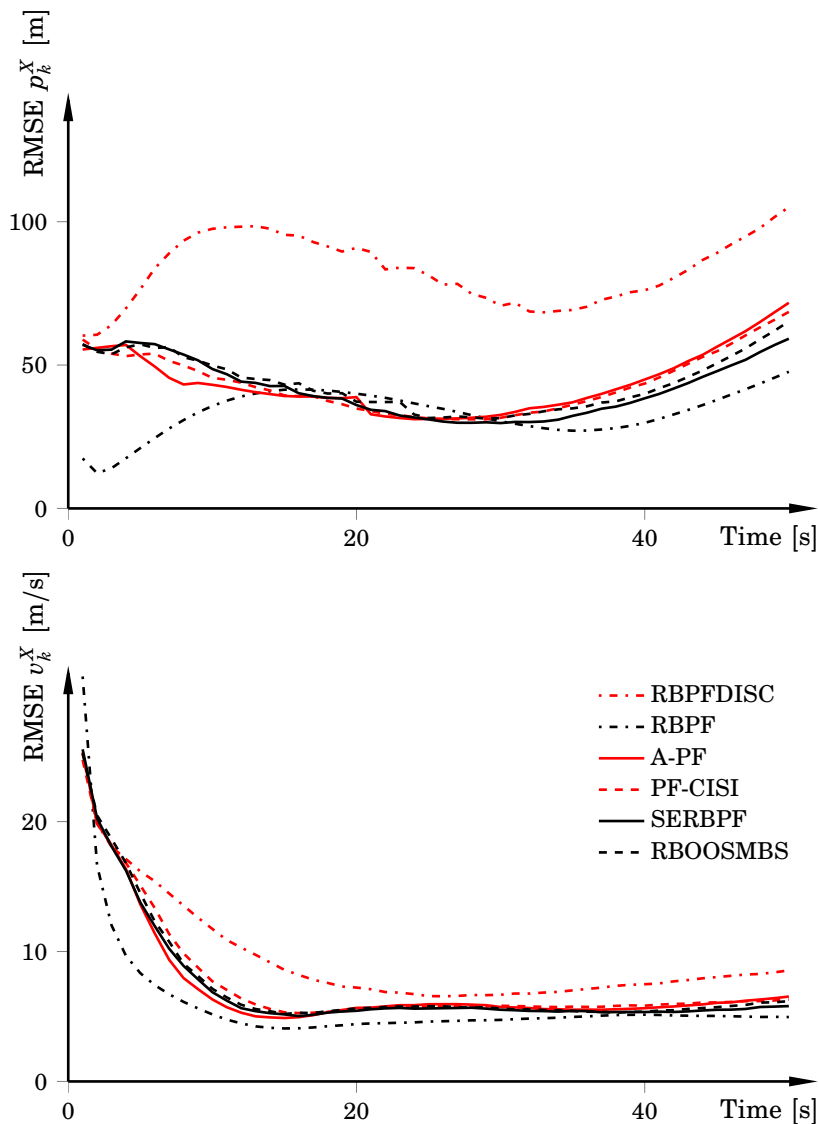 RMSE p_k^X [m]
100
50
0
0 20 40 Time [s]
RMSE v_k^X [m/s]
RBPFDISC
RBPF
A-PF
PF-CISI
SERBPF
RBOOSMBS
20
10
0
0 20 40 Time [s]